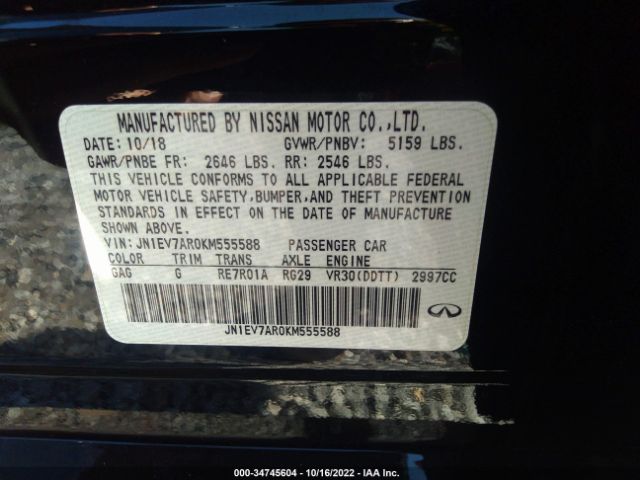 MANUFACTURED BY NISSAN MOTOR CO.,LTD.
DATE: 10/18 GVWR/PNBV: 5159 LBS.
GAWR/PNBE FR: 2646 LBS. RR: 2546 LBS.
THIS VEHICLE CONFORMS TO ALL APPLICABLE FEDERAL
MOTOR VEHICLE SAFETY,BUMPER,AND THEFT PREVENTION
STANDARDS IN EFFECT ON THE DATE OF MANUFACTURE
SHOWN ABOVE.
VIN: JN1EV7AR0KM555588 PASSENGER CAR
COLOR TRIM TRANS AXLE ENGINE
GAG G RE7R01A RG29 VR30(DDTT) 2997CC
JN1EV7AR0KM555588
INFINITI
000-34745604 - 10/16/2022 - IAA Inc.